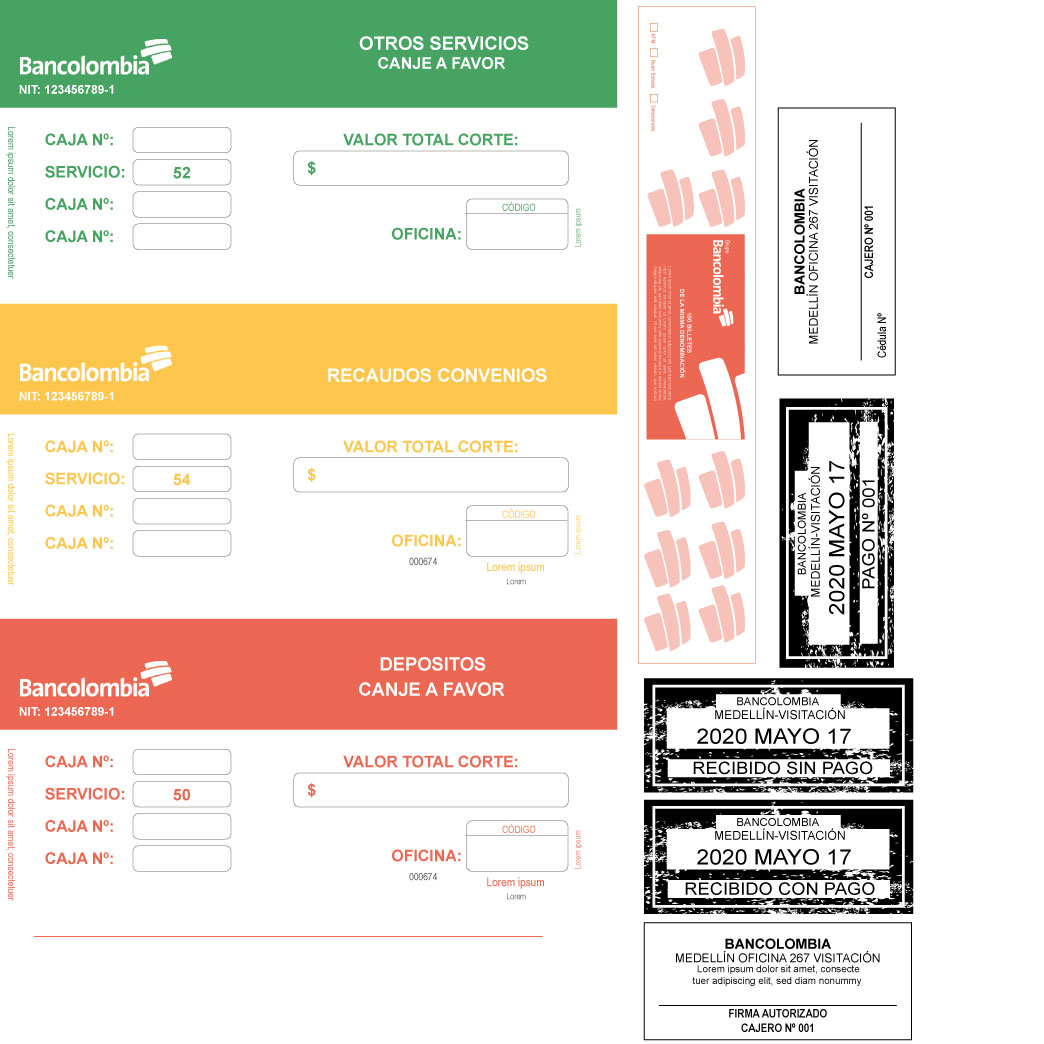 Bancolombia
NIT: 123456789-1
OTROS SERVICIOS
CANJE A FAVOR
Lorem ipsum dolor sit amet, consectetuer
CAJA Nº:
SERVICIO: 52
CAJA Nº:
CAJA Nº:
VALOR TOTAL CORTE:
$
OFICINA:
CÓDIGO
Lorem ipsum
Bancolombia
NIT: 123456789-1
RECAUDOS CONVENIOS
Lorem ipsum dolor sit amet, consectetuer
CAJA Nº:
SERVICIO: 54
CAJA Nº:
CAJA Nº:
VALOR TOTAL CORTE:
$
OFICINA:
000674
CÓDIGO
Lorem ipsum
Lorem ipsum
Lorem
Bancolombia
NIT: 123456789-1
DEPOSITOS
CANJE A FAVOR
Lorem ipsum dolor sit amet, consectetuer
CAJA Nº:
SERVICIO: 50
CAJA Nº:
CAJA Nº:
VALOR TOTAL CORTE:
$
OFICINA:
000674
CÓDIGO
Lorem ipsum
Lorem ipsum
Lorem
ATM
Buen Estado
Deteriorado
Grupo
Bancolombia
100 BILLETES
DE LA MISMA DENOMINACIÓN
BANCOLOMBIA
MEDELLÍN OFICINA 267 VISITACIÓN
CAJERO Nº 001
Cédula Nº
BANCOLOMBIA
MEDELLÍN-VISITACIÓN
2020 MAYO 17
PAGO Nº 001
BANCOLOMBIA
MEDELLÍN-VISITACIÓN
2020 MAYO 17
RECIBIDO SIN PAGO
BANCOLOMBIA
MEDELLÍN-VISITACIÓN
2020 MAYO 17
RECIBIDO CON PAGO
BANCOLOMBIA
MEDELLÍN OFICINA 267 VISITACIÓN
Lorem ipsum dolor sit amet, consecte
tuer adipiscing elit, sed diam nonummy
FIRMA AUTORIZADO
CAJERO Nº 001